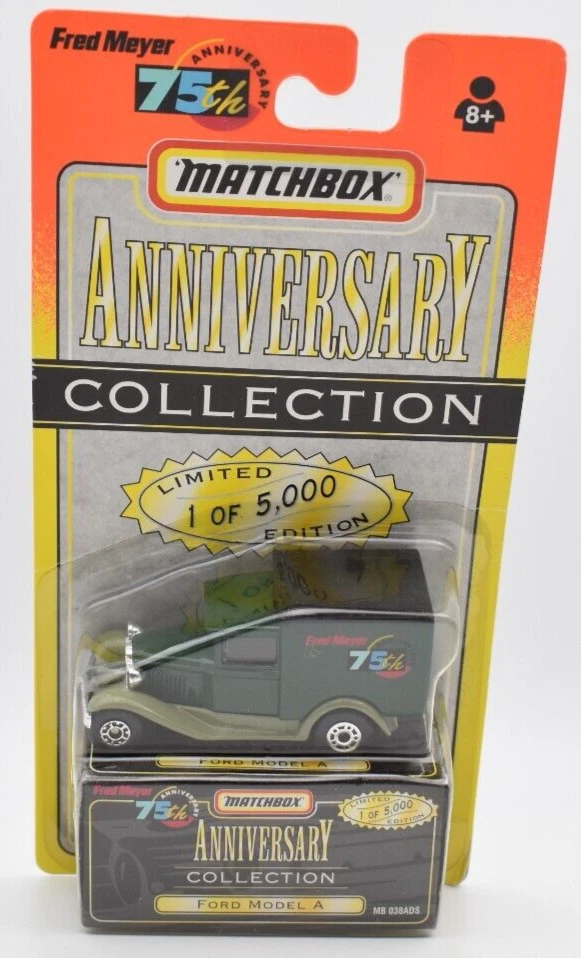 Fred Meyer
ANNIVERSARY
75th
8+
MATCHBOX®
ANNIVERSARY
COLLECTION
LIMITED
1 OF 5,000
EDITION
Fred Meyer
ANNIVERSARY
75th
FORD MODEL A
Fred Meyer
ANNIVERSARY
75th
MATCHBOX
LIMITED
1 OF 5,000
EDITION
ANNIVERSARY
COLLECTION
FORD MODEL A
MB 038ADS